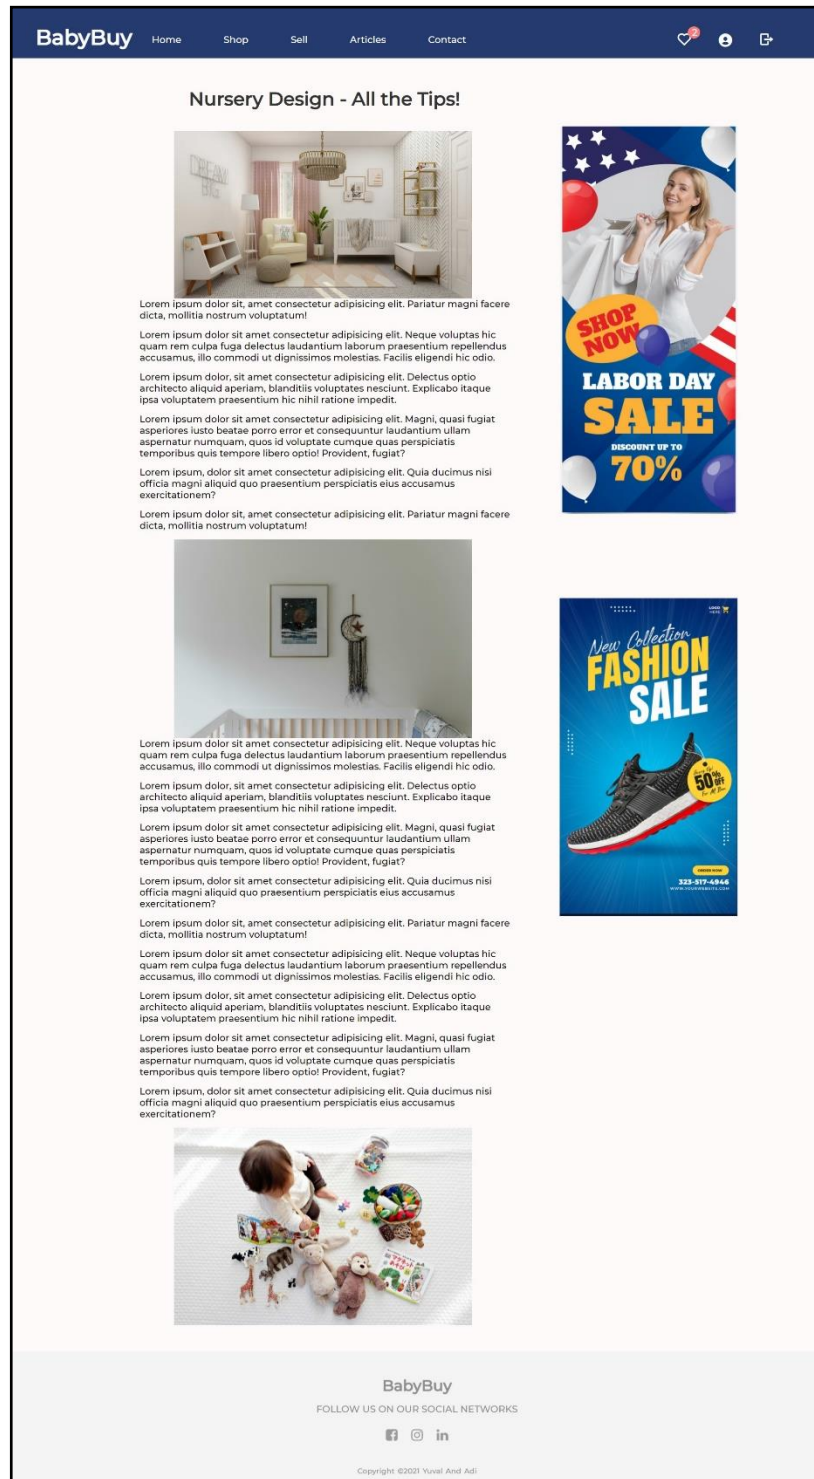 BabyBuy Home Shop Sell Articles Contact 2
Nursery Design - All the Tips!
DREAM
BIG
Lorem ipsum dolor sit, amet consectetur adipisicing elit. Pariatur magni facere
dicta, mollitia nostrum voluptatum!
Lorem ipsum dolor sit amet consectetur adipisicing elit. Neque voluptas hic
quam rem culpa fuga delectus laudantium laborum praesentium repellendus
accusamus, illo commodi ut dignissimos molestias. Facilis eligendi hic odio.
Lorem ipsum dolor, sit amet consectetur adipisicing elit. Delectus optio
architecto aliquid aperiam, blanditiis voluptates nesciunt. Explicabo itaque
ipsa voluptatem praesentium hic nihil ratione impedit.
Lorem ipsum dolor sit amet consectetur adipisicing elit. Magni, quasi fugiat
asperiores iusto beatae porro error et consequuntur laudantium ullam
aspernatur numquam, quos id voluptate cumque quas perspiciatis
temporibus quis tempore libero optio! Provident, fugiat?
Lorem ipsum, dolor sit amet consectetur adipisicing elit. Quia ducimus nisi
officia magni aliquid quo praesentium perspiciatis eius accusamus
exercitationem?
Lorem ipsum dolor sit, amet consectetur adipisicing elit. Pariatur magni facere
dicta, mollitia nostrum voluptatum!
Lorem ipsum dolor sit amet consectetur adipisicing elit. Neque voluptas hic
quam rem culpa fuga delectus laudantium laborum praesentium repellendus
accusamus, illo commodi ut dignissimos molestias. Facilis eligendi hic odio.
Lorem ipsum dolor, sit amet consectetur adipisicing elit. Delectus optio
architecto aliquid aperiam, blanditiis voluptates nesciunt. Explicabo itaque
ipsa voluptatem praesentium hic nihil ratione impedit.
Lorem ipsum dolor sit amet consectetur adipisicing elit. Magni, quasi fugiat
asperiores iusto beatae porro error et consequuntur laudantium ullam
aspernatur numquam, quos id voluptate cumque quas perspiciatis
temporibus quis tempore libero optio! Provident, fugiat?
Lorem ipsum, dolor sit amet consectetur adipisicing elit. Quia ducimus nisi
officia magni aliquid quo praesentium perspiciatis eius accusamus
exercitationem?
Lorem ipsum dolor sit, amet consectetur adipisicing elit. Pariatur magni facere
dicta, mollitia nostrum voluptatum!
Lorem ipsum dolor sit amet consectetur adipisicing elit. Neque voluptas hic
quam rem culpa fuga delectus laudantium laborum praesentium repellendus
accusamus, illo commodi ut dignissimos molestias. Facilis eligendi hic odio.
Lorem ipsum dolor, sit amet consectetur adipisicing elit. Delectus optio
architecto aliquid aperiam, blanditiis voluptates nesciunt. Explicabo itaque
ipsa voluptatem praesentium hic nihil ratione impedit.
Lorem ipsum dolor sit amet consectetur adipisicing elit. Magni, quasi fugiat
asperiores iusto beatae porro error et consequuntur laudantium ullam
aspernatur numquam, quos id voluptate cumque quas perspiciatis
temporibus quis tempore libero optio! Provident, fugiat?
Lorem ipsum, dolor sit amet consectetur adipisicing elit. Quia ducimus nisi
officia magni aliquid quo praesentium perspiciatis eius accusamus
exercitationem?
SHOP
NOW
LABOR DAY
SALE
DISCOUNT UP TO
70%
LOGO
HERE
New Collection
FASHION
SALE
50% OFF
ORDER NOW
323-517-4946
WWW.YOURWEBSITE.COM
BabyBuy
FOLLOW US ON OUR SOCIAL NETWORKS
Copyright ©2021 Yuval And Adi